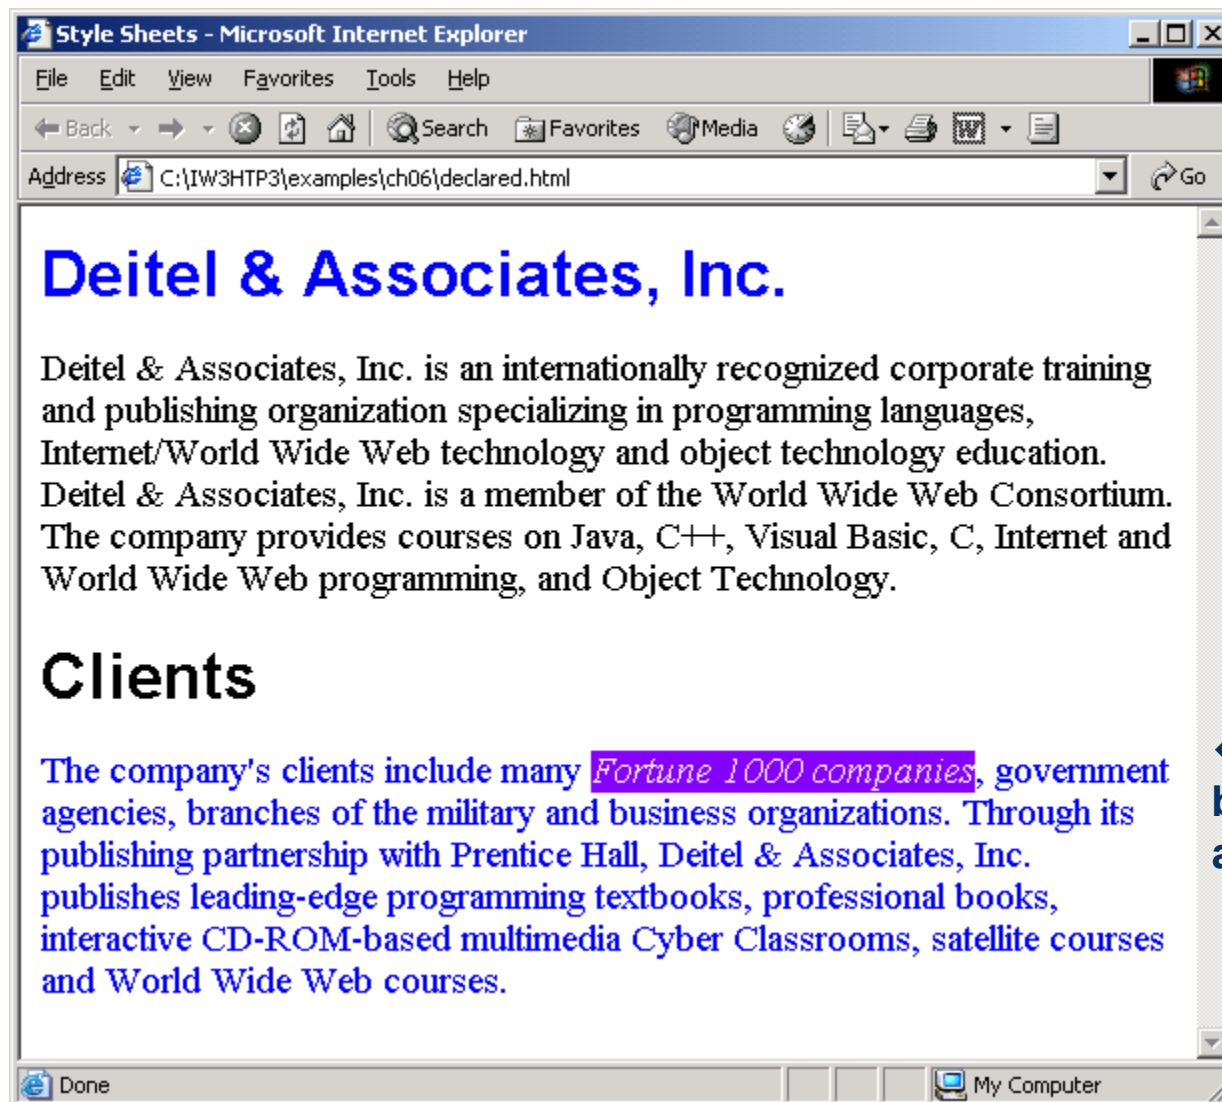 Style Sheets - Microsoft Internet Explorer
File Edit View Favorites Tools Help
Back Search Favorites Media W
Address C:\IW3HTP3\examples\ch06\declared.html Go
Deitel & Associates, Inc.
Deitel & Associates, Inc. is an internationally recognized corporate training
and publishing organization specializing in programming languages,
Internet/World Wide Web technology and object technology education.
Deitel & Associates, Inc. is a member of the World Wide Web Consortium.
The company provides courses on Java, C++, Visual Basic, C, Internet and
World Wide Web programming, and Object Technology.
Clients
The company's clients include many Fortune 1000 companies, government
agencies, branches of the military and business organizations. Through its
publishing partnership with Prentice Hall, Deitel & Associates, Inc.
publishes leading-edge programming textbooks, professional books,
interactive CD-ROM-based multimedia Cyber Classrooms, satellite courses
and World Wide Web courses.
Done My Computer